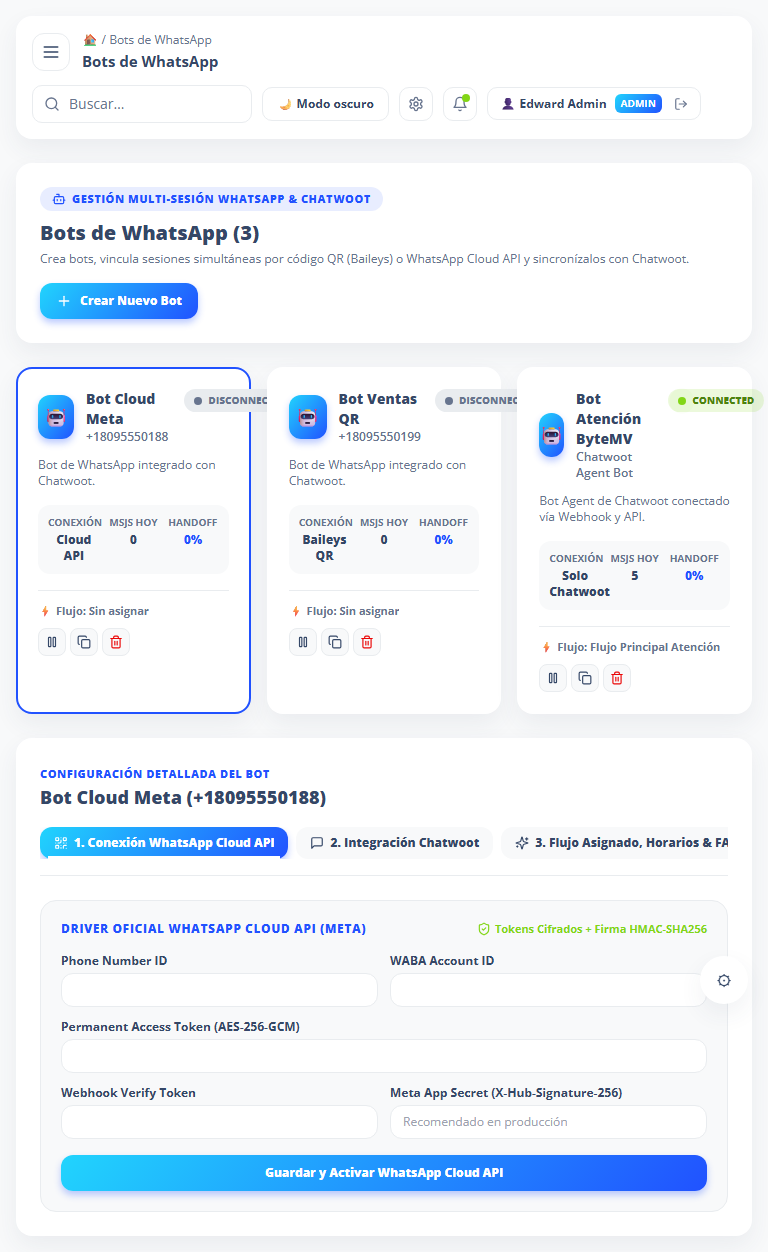 / Bots de WhatsApp
Bots de WhatsApp
Buscar...
Modo oscuro
Edward Admin
ADMIN
GESTIÓN MULTI-SESIÓN WHATSAPP & CHATWOOT
Bots de WhatsApp (3)
Crea bots, vincula sesiones simultáneas por código QR (Baileys) o WhatsApp Cloud API y sincronízalos con Chatwoot.
Crear Nuevo Bot
Bot Cloud
Meta
+18095550188
DISCONNEC
Bot de WhatsApp integrado con
Chatwoot.
CONEXIÓN MSJS HOY HANDOFF
Cloud
API
0
0%
Flujo: Sin asignar
Bot Ventas
QR
+18095550199
DISCONNEC
Bot de WhatsApp integrado con
Chatwoot.
CONEXIÓN MSJS HOY HANDOFF
Baileys
QR
0
0%
Flujo: Sin asignar
Bot
Atención
ByteMV
Chatwoot
Agent Bot
CONNECTED
Bot Agent de Chatwoot conectado
vía Webhook y API.
CONEXIÓN MSJS HOY HANDOFF
Solo
Chatwoot
5
0%
Flujo: Flujo Principal Atención
CONFIGURACIÓN DETALLADA DEL BOT
Bot Cloud Meta (+18095550188)
1. Conexión WhatsApp Cloud API
2. Integración Chatwoot
3. Flujo Asignado, Horarios & FA
DRIVER OFICIAL WHATSAPP CLOUD API (META)
Tokens Cifrados + Firma HMAC-SHA256
Phone Number ID
WABA Account ID
Permanent Access Token (AES-256-GCM)
Webhook Verify Token
Meta App Secret (X-Hub-Signature-256)
Recomendado en producción
Guardar y Activar WhatsApp Cloud API